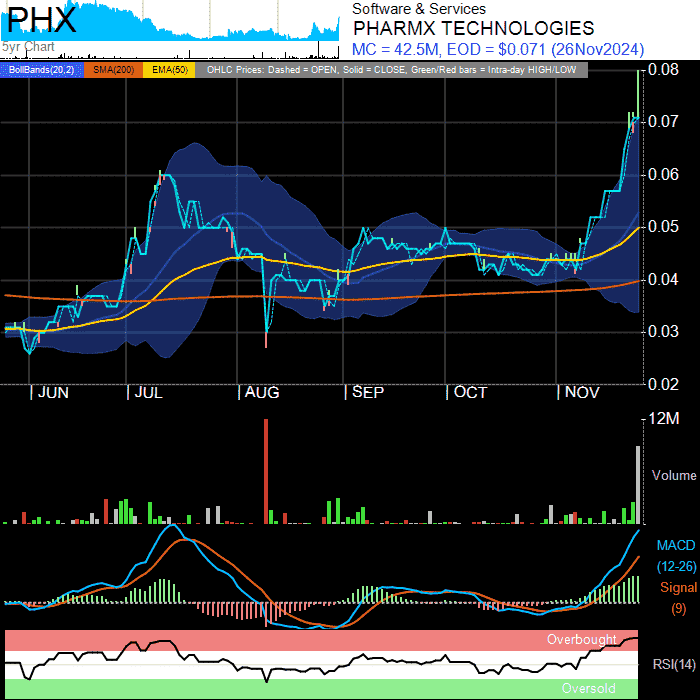 PHX
Software & Services
PHARMX TECHNOLOGIES
5yr Chart
MC = 42.5M, EOD = $0.071 (26Nov2024)
BollBands(20,2) SMA(200) EMA(50) OHLC Prices: Dashed = OPEN, Solid = CLOSE, Green/Red bars = Intra-day HIGH/LOW
0.08
0.07
0.06
0.05
0.04
0.03
0.02
JUN JUL AUG SEP OCT NOV
12M
Volume
MACD
(12-26)
Signal
(9)
Overbought
RSI(14)
Oversold